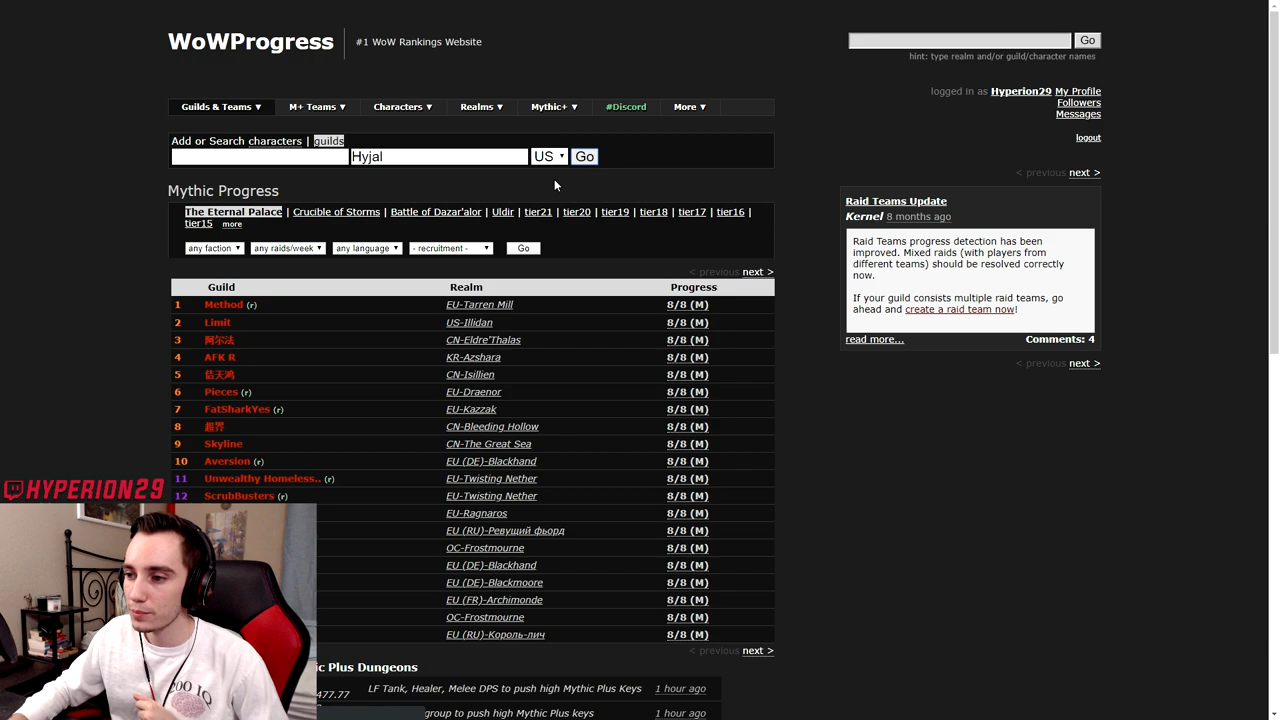 WoWProgress
#1 WoW Rankings Website
Go
hint: type realm and/or guild/character names
logged in as Hyperion29 My Profile
Followers
Messages
logout
Guilds & Teams ▼ M+ Teams ▼ Characters ▼ Realms ▼ Mythic+ ▼ #Discord More ▼
Add or Search characters | guilds
Hyjal US Go
< previous next >
Mythic Progress
The Eternal Palace | Crucible of Storms | Battle of Dazar'alor | Uldir | tier21 | tier20 | tier19 | tier18 | tier17 | tier16 |
tier15 more
any faction any raids/week any language - recruitment - Go
Raid Teams Update
Kernel 8 months ago
Raid Teams progress detection has been
improved. Mixed raids (with players from
different teams) should be resolved correctly
now.
If your guild consists multiple raid teams, go
ahead and create a raid team now!
read more... Comments: 4
< previous next >
< previous next >
Guild Realm Progress
1 Method (r) EU-Tarren Mill 8/8 (M)
2 Limit US-Illidan 8/8 (M)
3 阿尔法 CN-Eldre'Thalas 8/8 (M)
4 AFK R KR-Azshara 8/8 (M)
5 CN-Isillien 8/8 (M)
6 Pieces (r) EU-Draenor 8/8 (M)
7 FatSharkYes (r) EU-Kazzak 8/8 (M)
8 超界 CN-Bleeding Hollow 8/8 (M)
9 Skyline CN-The Great Sea 8/8 (M)
10 Aversion (r) EU (DE)-Blackhand 8/8 (M)
11 Unwealthy Homeless.. (r) EU-Twisting Nether 8/8 (M)
12 ScrubBusters (r) EU-Twisting Nether 8/8 (M)
EU-Ragnaros 8/8 (M)
EU (RU)-Ревущий фьорд 8/8 (M)
OC-Frostmourne 8/8 (M)
EU (DE)-Blackhand 8/8 (M)
EU (DE)-Blackmoore 8/8 (M)
EU (FR)-Archimonde 8/8 (M)
OC-Frostmourne 8/8 (M)
EU (RU)-Король-лич 8/8 (M)
< previous next >
HYPERION29
200 IQ
ic Plus Dungeons
477.77 LF Tank, Healer, Melee DPS to push high Mythic Plus Keys 1 hour ago
group to push high Mythic Plus keys 1 hour ago